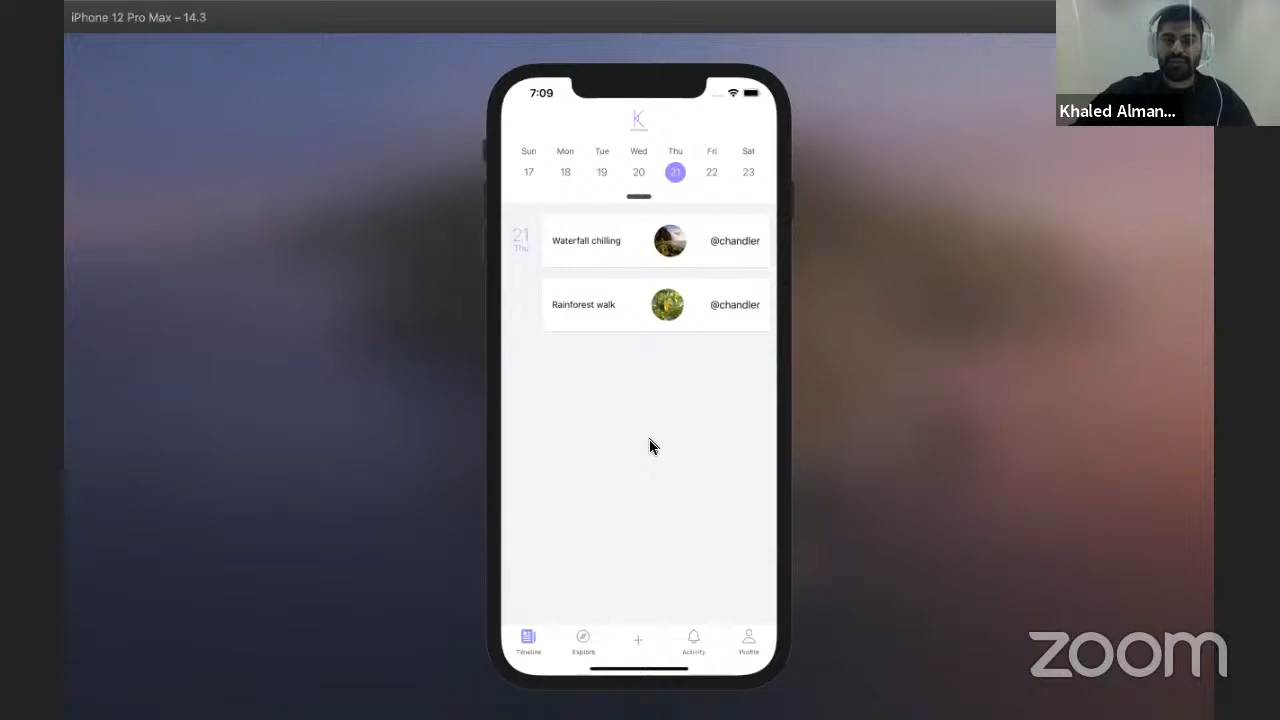 iPhone 12 Pro Max – 14.3
Khaled Alman...
7:09
K
Sun Mon Tue Wed Thu Fri Sat
17 18 19 20 21 22 23
21
Thu
Waterfall chilling @chandler
Rainforest walk @chandler
Timeline Explore + Activity Profile
zoom